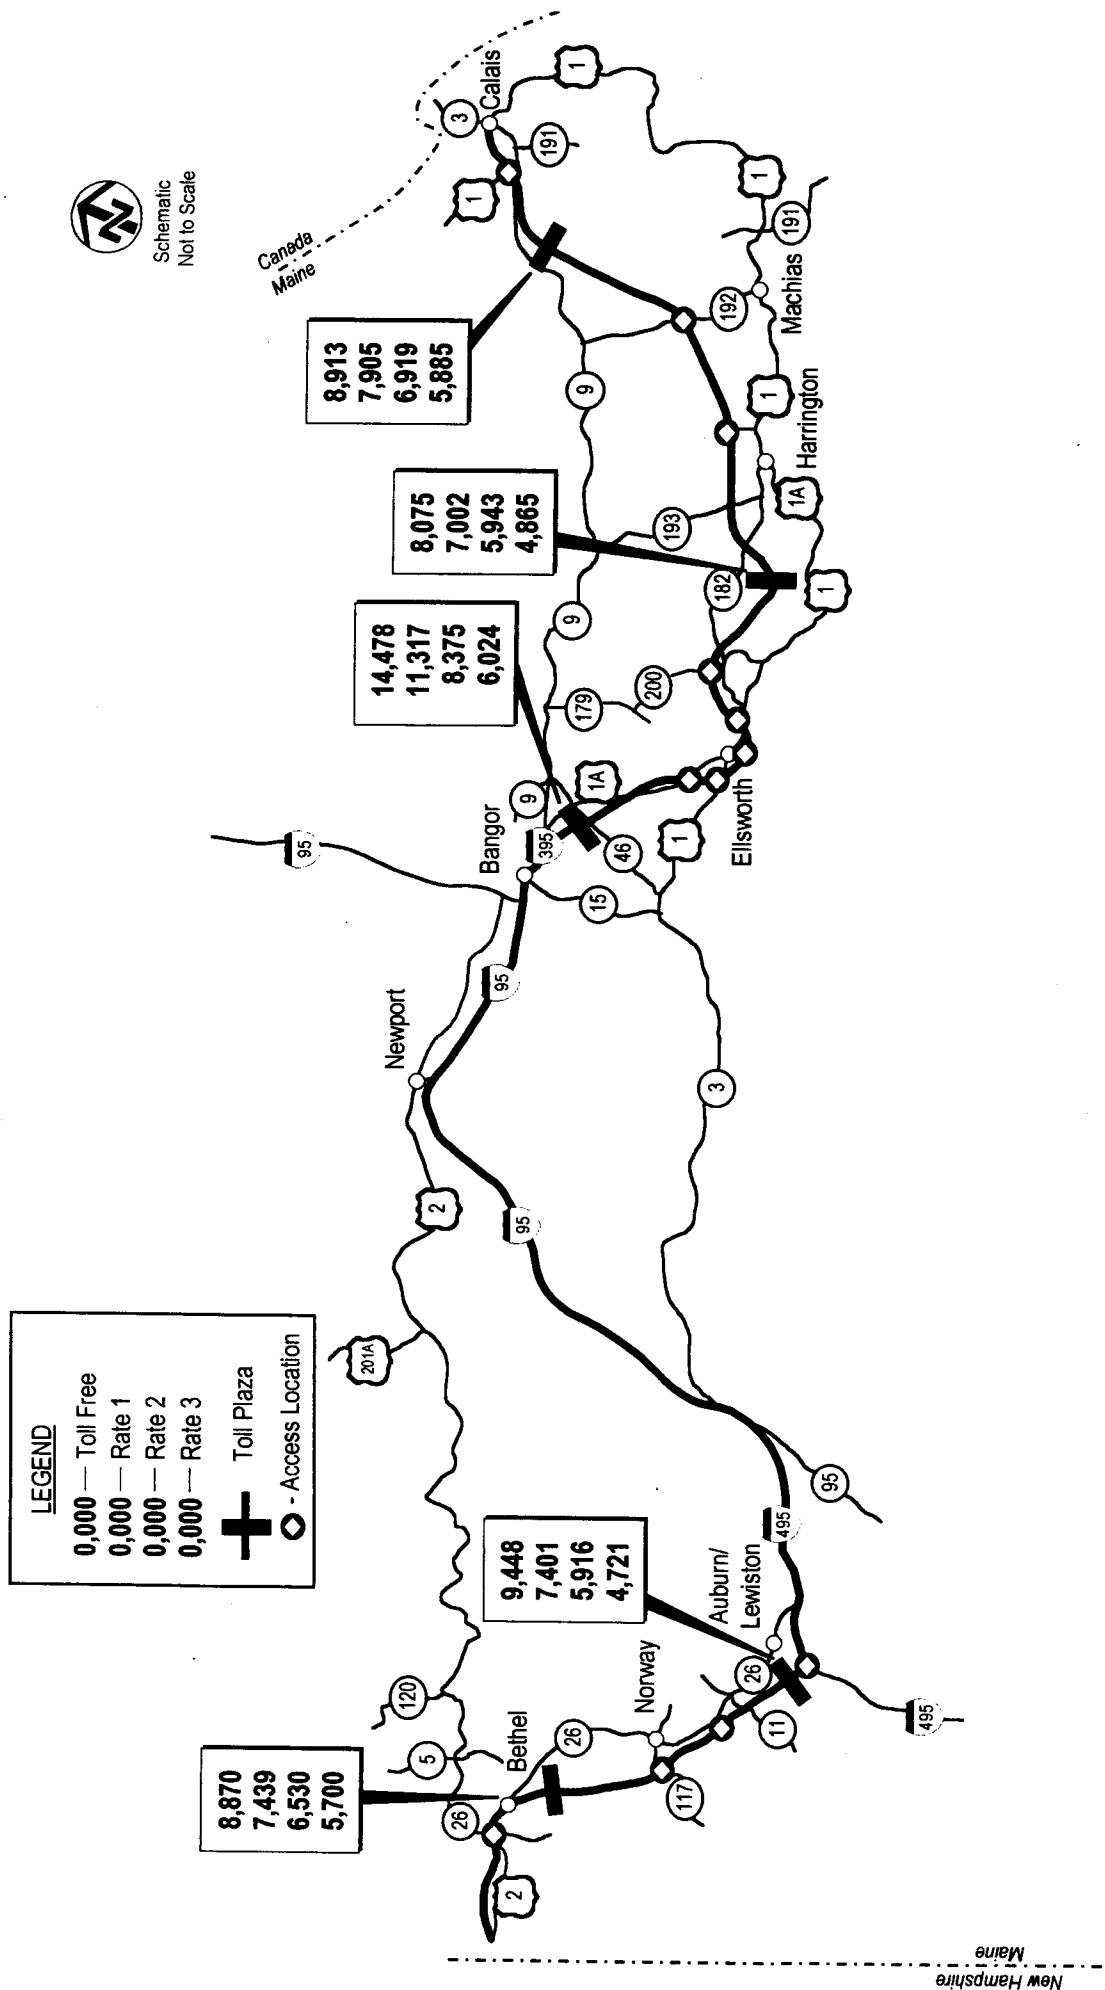 Schematic
Not to Scale
Canada
Maine
3
Calais
1
191
1
1
191
Machias
192
8,913
7,905
6,919
5,885
9
1
Harrington
1A
193
8,075
7,002
5,943
4,865
182
1
9
14,478
11,317
8,375
6,024
179
200
1A
9
Bangor
395
46
1
Ellsworth
15
95
95
Newport
3
2
95
201A
LEGEND
0,000 — Toll Free
0,000 — Rate 1
0,000 — Rate 2
0,000 — Rate 3
Toll Plaza
- Access Location
95
495
Auburn/
Lewiston
9,448
7,401
5,916
4,721
26
Norway
11
495
120
5
Bethel
26
117
8,870
7,439
6,530
5,700
26
2
Maine
New Hampshire